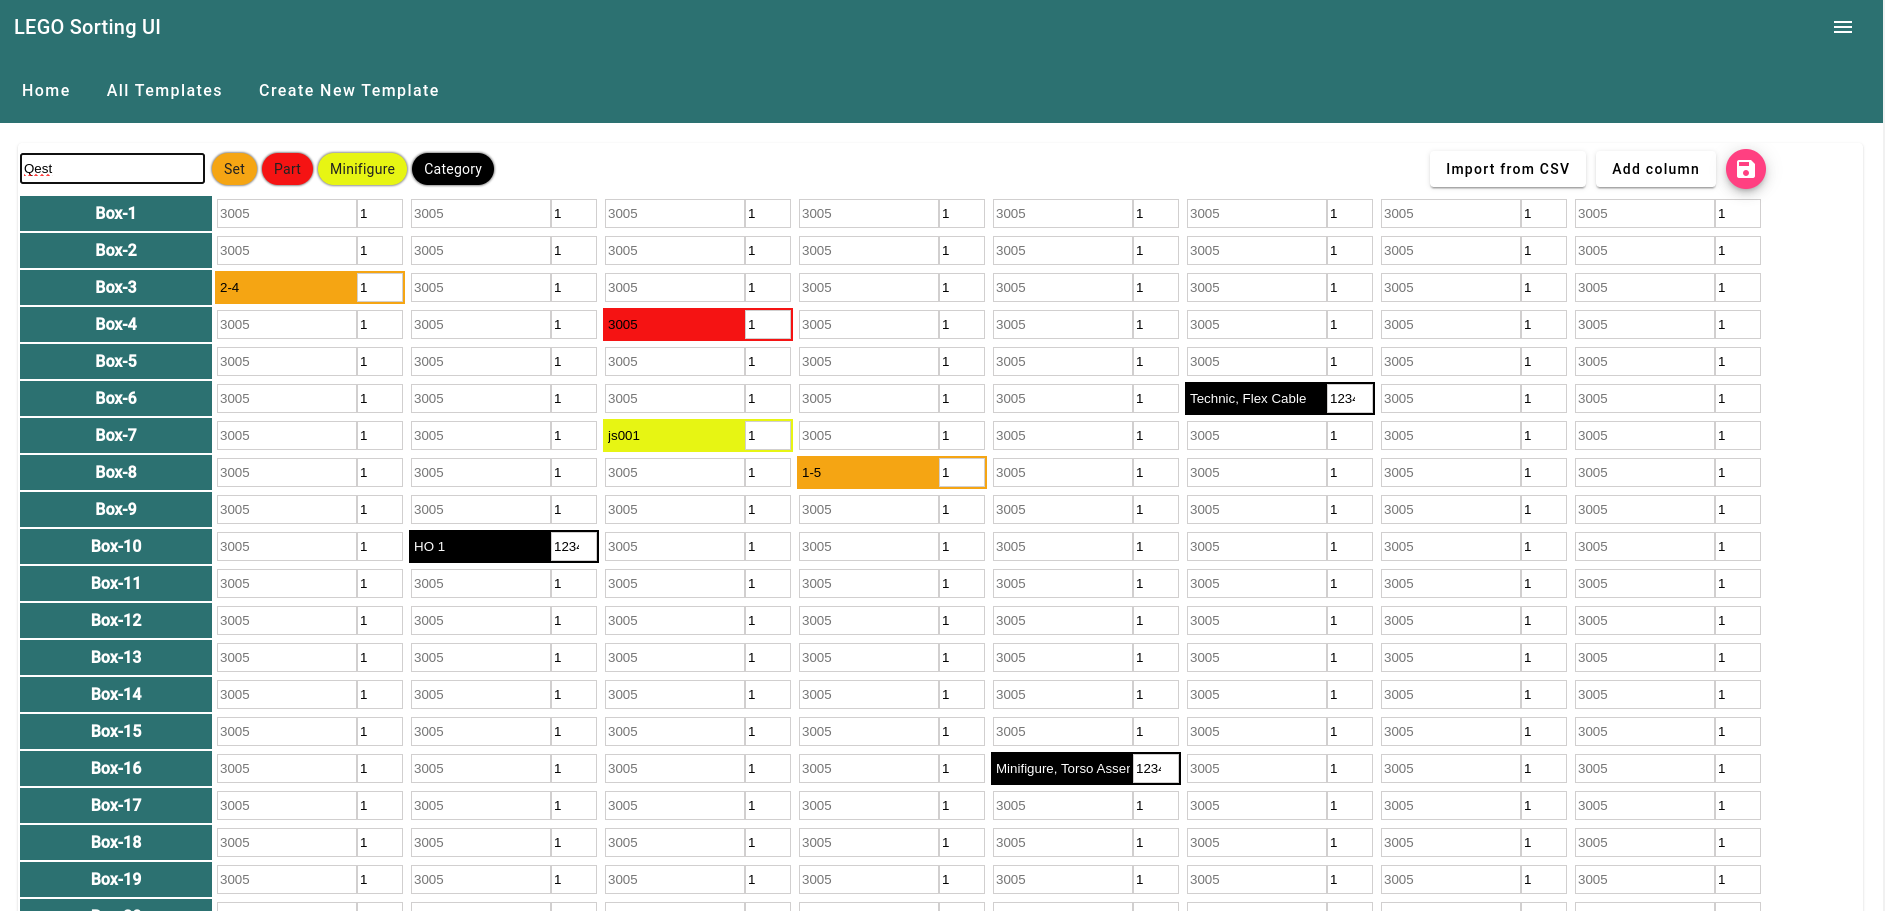 LEGO Sorting UI
Home All Templates Create New Template
Qest Set Part Minifigure Category Import from CSV Add column
Box-1 3005 1 3005 1 3005 1 3005 1 3005 1 3005 1 3005 1 3005 1
Box-2 3005 1 3005 1 3005 1 3005 1 3005 1 3005 1 3005 1 3005 1
Box-3 2-4 1 3005 1 3005 1 3005 1 3005 1 3005 1 3005 1 3005 1
Box-4 3005 1 3005 1 3005 1 3005 1 3005 1 3005 1 3005 1 3005 1
Box-5 3005 1 3005 1 3005 1 3005 1 3005 1 3005 1 3005 1 3005 1
Box-6 3005 1 3005 1 3005 1 3005 1 3005 1 Technic, Flex Cable 1234 3005 1 3005 1
Box-7 3005 1 3005 1 js001 1 3005 1 3005 1 3005 1 3005 1 3005 1
Box-8 3005 1 3005 1 3005 1 1-5 1 3005 1 3005 1 3005 1 3005 1
Box-9 3005 1 3005 1 3005 1 3005 1 3005 1 3005 1 3005 1 3005 1
Box-10 3005 1 HO 1 1234 3005 1 3005 1 3005 1 3005 1 3005 1 3005 1
Box-11 3005 1 3005 1 3005 1 3005 1 3005 1 3005 1 3005 1 3005 1
Box-12 3005 1 3005 1 3005 1 3005 1 3005 1 3005 1 3005 1 3005 1
Box-13 3005 1 3005 1 3005 1 3005 1 3005 1 3005 1 3005 1 3005 1
Box-14 3005 1 3005 1 3005 1 3005 1 3005 1 3005 1 3005 1 3005 1
Box-15 3005 1 3005 1 3005 1 3005 1 3005 1 3005 1 3005 1 3005 1
Box-16 3005 1 3005 1 3005 1 3005 1 Minifigure, Torso Asser 1234 3005 1 3005 1 3005 1
Box-17 3005 1 3005 1 3005 1 3005 1 3005 1 3005 1 3005 1 3005 1
Box-18 3005 1 3005 1 3005 1 3005 1 3005 1 3005 1 3005 1 3005 1
Box-19 3005 1 3005 1 3005 1 3005 1 3005 1 3005 1 3005 1 3005 1